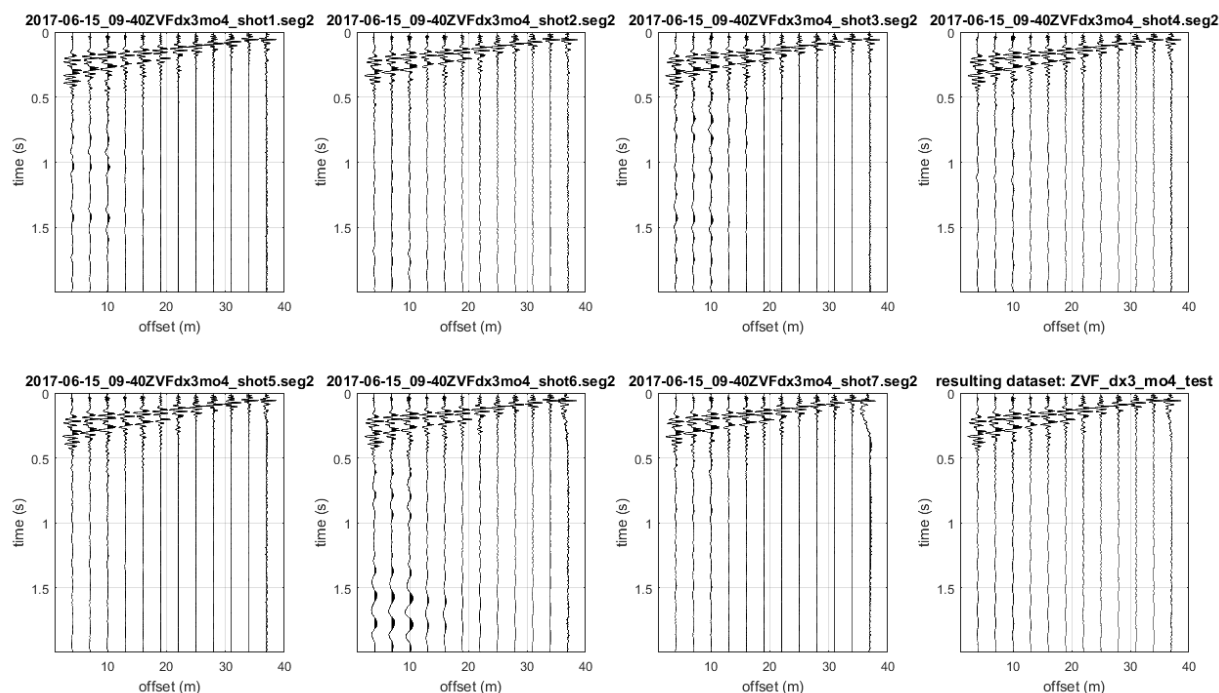 2017-06-15_09-40ZVFdx3mo4_shot1.seg2
0
0.5
1
1.5
time (s)
10 20 30 40
offset (m)
2017-06-15_09-40ZVFdx3mo4_shot2.seg2
0
0.5
1
1.5
time (s)
10 20 30 40
offset (m)
2017-06-15_09-40ZVFdx3mo4_shot3.seg2
0
0.5
1
1.5
time (s)
10 20 30 40
offset (m)
2017-06-15_09-40ZVFdx3mo4_shot4.seg2
0
0.5
1
1.5
time (s)
10 20 30 40
offset (m)
2017-06-15_09-40ZVFdx3mo4_shot5.seg2
0
0.5
1
1.5
time (s)
10 20 30 40
offset (m)
2017-06-15_09-40ZVFdx3mo4_shot6.seg2
0
0.5
1
1.5
time (s)
10 20 30 40
offset (m)
2017-06-15_09-40ZVFdx3mo4_shot7.seg2
0
0.5
1
1.5
time (s)
10 20 30 40
offset (m)
resulting dataset: ZVF_dx3_mo4_test
0
0.5
1
1.5
time (s)
10 20 30 40
offset (m)